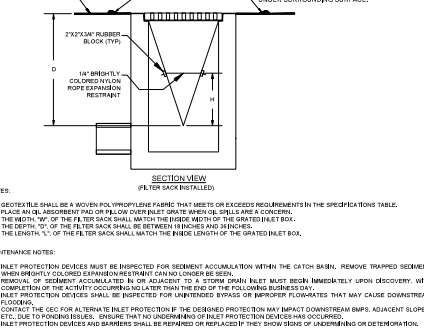 UNDER SURROUNDING SURFACE.
2"X2"X3/4" RUBBER
BLOCK (TYP)
D
1/4" BRIGHTLY
COLORED NYLON
ROPE EXPANSION
RESTRAINT
H
SECTION VIEW
(FILTER SACK INSTALLED)
ES:
GEOTEXTILE SHALL BE A WOVEN POLYPROPYLENE FABRIC THAT MEETS OR EXCEEDS REQUIREMENTS IN THE SPECIFICATIONS TABLE.
PLACE AN OIL ABSORBENT PAD OR PILLOW OVER INLET GRATE WHEN OIL SPILLS ARE A CONCERN.
THE WIDTH, "W", OF THE FILTER SACK SHALL MATCH THE INSIDE WIDTH OF THE GRATED INLET BOX.
THE DEPTH, "D", OF THE FILTER SACK SHALL BE BETWEEN 18 INCHES AND 36 INCHES.
THE LENGTH, "L", OF THE FILTER SACK SHALL MATCH THE INSIDE LENGTH OF THE GRATED INLET BOX.
NTENANCE NOTES:
INLET PROTECTION DEVICES MUST BE INSPECTED FOR SEDIMENT ACCUMULATION WITHIN THE CATCH BASIN. REMOVE TRAPPED SEDIME
WHEN BRIGHTLY COLORED EXPANSION RESTRAINT CAN NO LONGER BE SEEN.
REMOVAL OF SEDIMENT ACCUMULATED IN OR ADJACENT TO A STORM DRAIN INLET MUST BEGIN IMMEDIATELY UPON DISCOVERY, WIT
COMPLETION OF THE ACTIVITY OCCURRING NO LATER THAN THE END OF THE FOLLOWING BUSINESS DAY.
INLET PROTECTION DEVICES SHALL BE INSPECTED FOR UNINTENDED BYPASS OR IMPROPER FLOW-RATES THAT MAY CAUSE DOWNSTREA
FLOODING.
CONTACT THE CEC FOR ALTERNATE INLET PROTECTION IF THE DESIGNED PROTECTION MAY IMPACT DOWNSTREAM BMPS, ADJACENT SLOPE
ETC., DUE TO PONDING ISSUES. ENSURE THAT NO UNDERMINING OF INLET PROTECTION DEVICES HAS OCCURRED.
INLET PROTECTION DEVICES AND BARRIERS SHALL BE REPAIRED OR REPLACED IF THEY SHOW SIGNS OF UNDERMINING OR DETERIORATION.